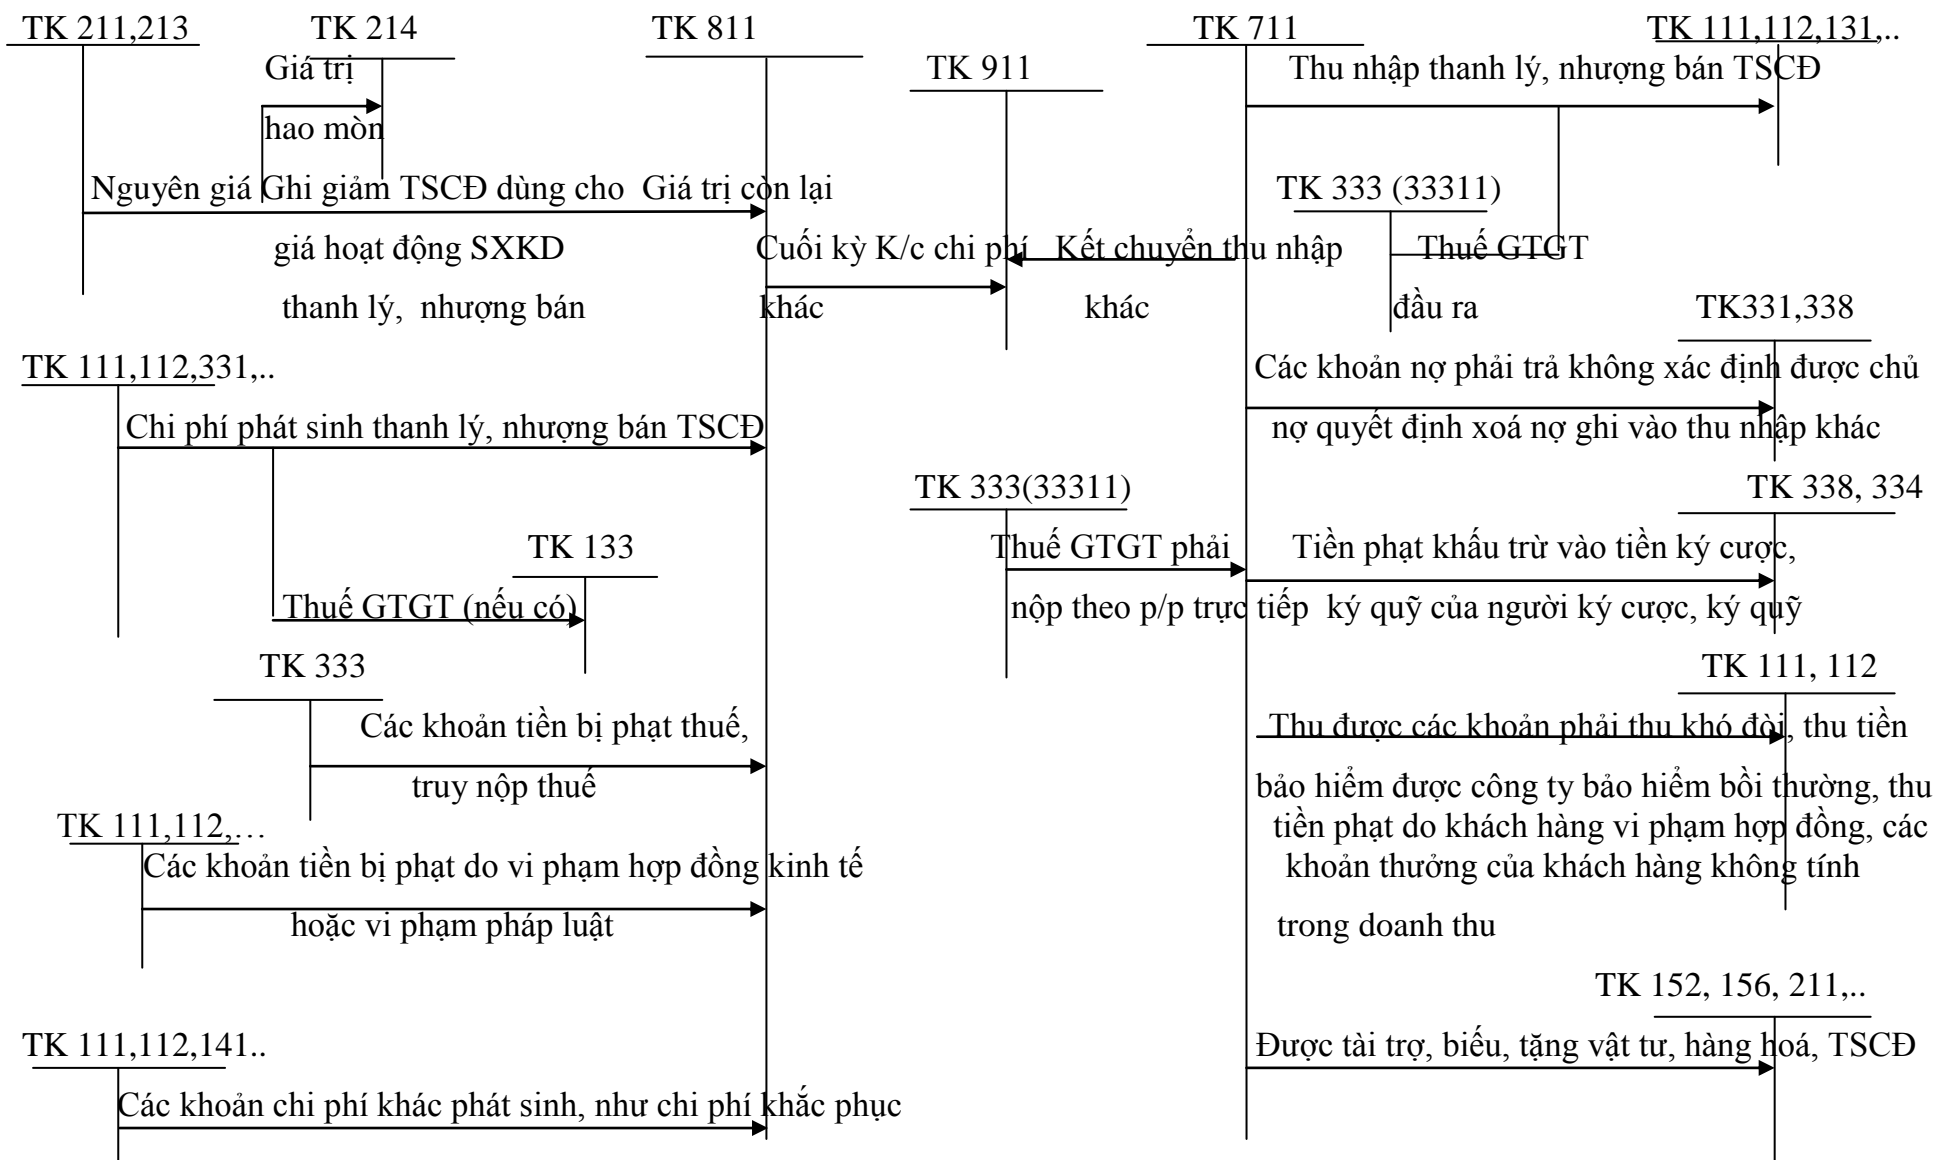 TK 211,213 TK 214 TK 811 TK 711 TK 111,112,131,..
Giá trị TK 911 Thu nhập thanh lý, nhượng bán TSCĐ
hao mòn
Nguyên giá Ghi giảm TSCĐ dùng cho Giá trị còn lại TK 333 (33311)
giá hoạt động SXKD Cuối kỳ K/c chi phí Kết chuyển thu nhập Thuế GTGT
thanh lý, nhượng bán khác khác đầu ra TK331,338
TK 111,112,331,.. Các khoản nợ phải trả không xác định được chủ
Chi phí phát sinh thanh lý, nhượng bán TSCĐ nợ quyết định xoá nợ ghi vào thu nhập khác
TK 333(33311) TK 338, 334
TK 133 Thuế GTGT phải Tiền phạt khấu trừ vào tiền ký cược,
Thuế GTGT (nếu có) nộp theo p/p trực tiếp ký quỹ của người ký cược, ký quỹ
TK 333 TK 111, 112
Các khoản tiền bị phạt thuế, Thu được các khoản phải thu khó đòi, thu tiền
truy nộp thuế bảo hiểm được công ty bảo hiểm bồi thường, thu
TK 111,112,… tiền phạt do khách hàng vi phạm hợp đồng, các
Các khoản tiền bị phạt do vi phạm hợp đồng kinh tế khoản thưởng của khách hàng không tính
hoặc vi phạm pháp luật trong doanh thu
TK 152, 156, 211,..
TK 111,112,141.. Được tài trợ, biếu, tặng vật tư, hàng hoá, TSCĐ
Các khoản chi phí khác phát sinh, như chi phí khắc phục